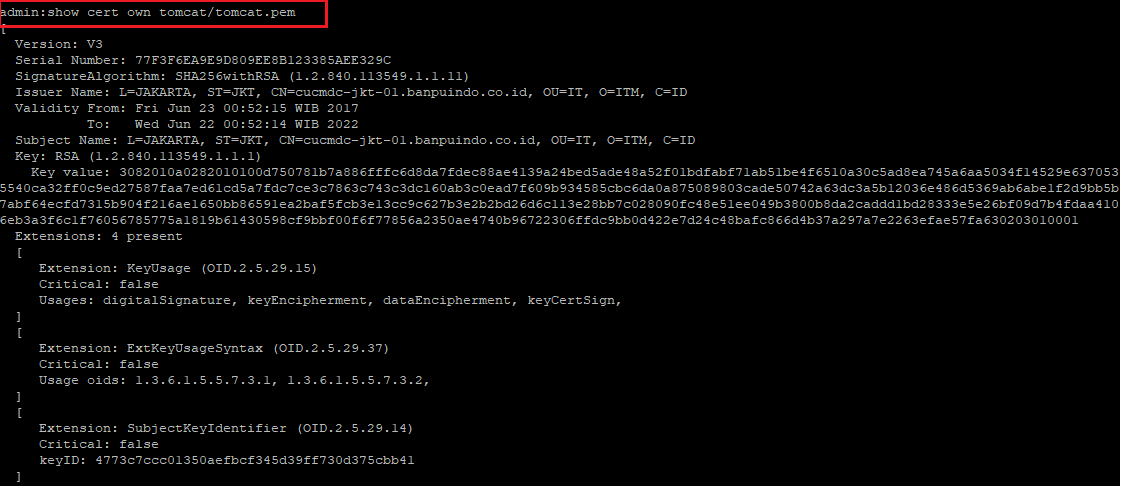 admin:show cert own tomcat/tomcat.pem
[
Version: V3
Serial Number: 77F3F6EA9E9D809EE8B123385AEE329C
SignatureAlgorithm: SHA256withRSA (1.2.840.113549.1.1.11)
Issuer Name: L=JAKARTA, ST=JKT, CN=cucmdc-jkt-01.banpuindo.co.id, OU=IT, O=ITM, C=ID
Validity From: Fri Jun 23 00:52:15 WIB 2017
To: Wed Jun 22 00:52:14 WIB 2022
Subject Name: L=JAKARTA, ST=JKT, CN=cucmdc-jkt-01.banpuindo.co.id, OU=IT, O=ITM, C=ID
Key: RSA (1.2.840.113549.1.1.1)
Key value: 3082010a0282010100d750781b7a886fffc6d8da7fdec88ae4139a24bed5ade48a52f01bdfabf71ab51be4f6510a30c5ad8ea745a6aa5034f14529e637053
5540ca32ff0c9ed27587faa7ed61cd5a7fdc7ce3c7863c743c3dc160ab3c0ead7f609b934585cbc6da0a875089803cade50742a63dc3a5b12036e486d5369ab6abe1f2d9bb5b
7abf64ecfd7315b904f216ae1650bb86591ea2baf5fcb3e13cc9c627b3e2b2bd26d6c113e28bb7c028090fc48e51ee049b3800b8da2caddd1bd28333e5e26bf09d7b4fdaa410
6eb3a3f6c1f76056785775a1819b61430598cf9bbf00f6f77856a2350ae4740b96722306ffdc9bb0d422e7d24c48bafc866d4b37a297a7e2263efae57fa630203010001
Extensions: 4 present
[
Extension: KeyUsage (OID.2.5.29.15)
Critical: false
Usages: digitalSignature, keyEncipherment, dataEncipherment, keyCertSign,
]
[
Extension: ExtKeyUsageSyntax (OID.2.5.29.37)
Critical: false
Usage oids: 1.3.6.1.5.5.7.3.1, 1.3.6.1.5.5.7.3.2,
]
[
Extension: SubjectKeyIdentifier (OID.2.5.29.14)
Critical: false
keyID: 4773c7ccc01350aefbcf345d39ff730d375cbb41
]